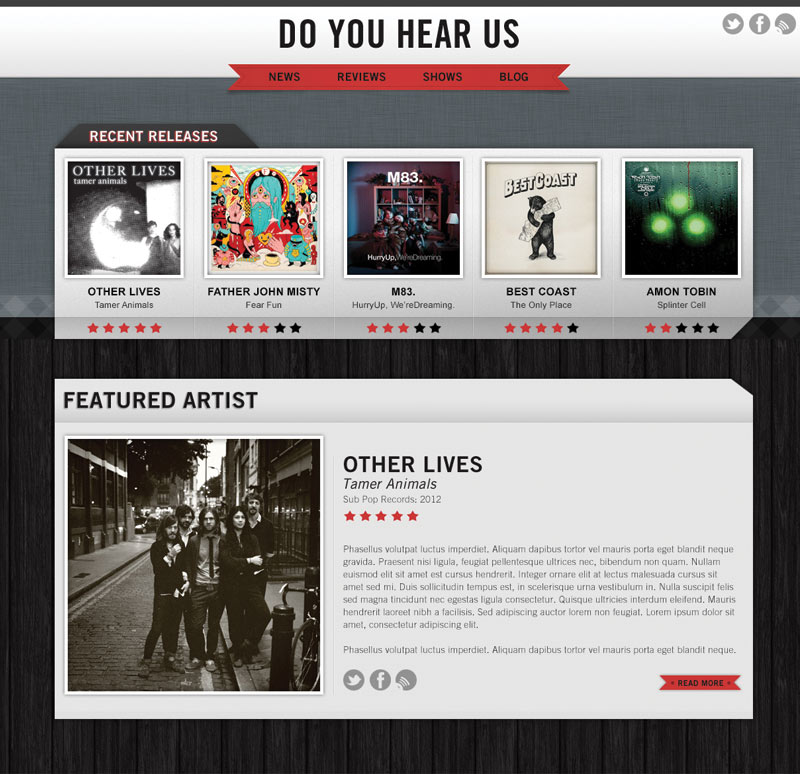 DO YOU HEAR US
NEWS REVIEWS SHOWS BLOG
RECENT RELEASES
OTHER LIVES
tamer animals
M83.
HurryUp,We'reDreaming.
BEST COAST
OTHER LIVES
Tamer Animals
FATHER JOHN MISTY
Fear Fun
M83.
HurryUp, We'reDreaming.
BEST COAST
The Only Place
AMON TOBIN
Splinter Cell
FEATURED ARTIST
OTHER LIVES
Tamer Animals
Sub Pop Records: 2012
Phasellus volutpat luctus imperdiet. Aliquam dapibus tortor vel mauris porta eget blandit neque
gravida. Praesent nisi ligula, feugiat pellentesque ultrices nec, bibendum non quam. Nullam
euismod elit sit amet est cursus hendrerit. Integer ornare elit at lectus malesuada cursus sit
amet sed mi. Duis sollicitudin tempus est, in scelerisque urna vestibulum in. Nulla suscipit felis
sed magna tincidunt nec egestas ligula consectetur. Quisque ultricies interdum eleifend. Mauris
hendrerit laoreet nibh a facilisis. Sed adipiscing auctor lorem non feugiat. Lorem ipsum dolor sit
amet, consectetur adipiscing elit.
Phasellus volutpat luctus imperdiet. Aliquam dapibus tortor vel mauris porta eget blandit neque.
READ MORE